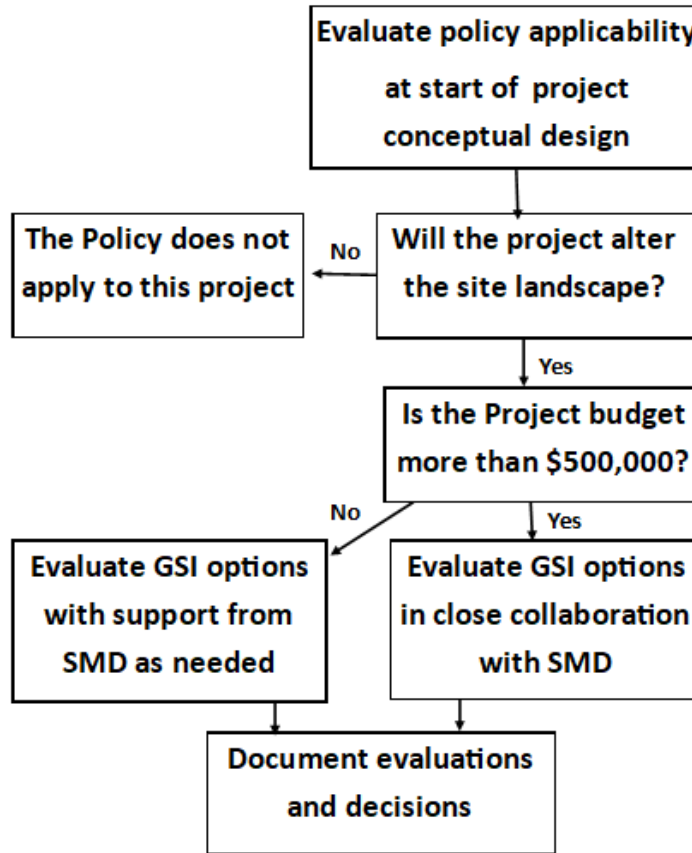 Evaluate policy applicability
at start of project
conceptual design
The Policy does not
apply to this project
No
Will the project alter
the site landscape?
Yes
Is the Project budget
more than $500,000?
No
Yes
Evaluate GSI options
with support from
SMD as needed
Evaluate GSI options
in close collaboration
with SMD
Document evaluations
and decisions